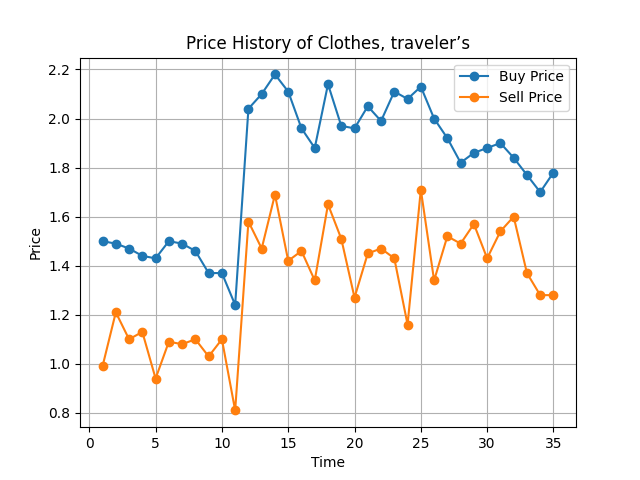 Price History of Clothes, traveler’s
Buy Price
Sell Price
2.2
2.0
1.8
1.6
1.4
1.2
1.0
0.8
Price
0 5 10 15 20 25 30 35
Time